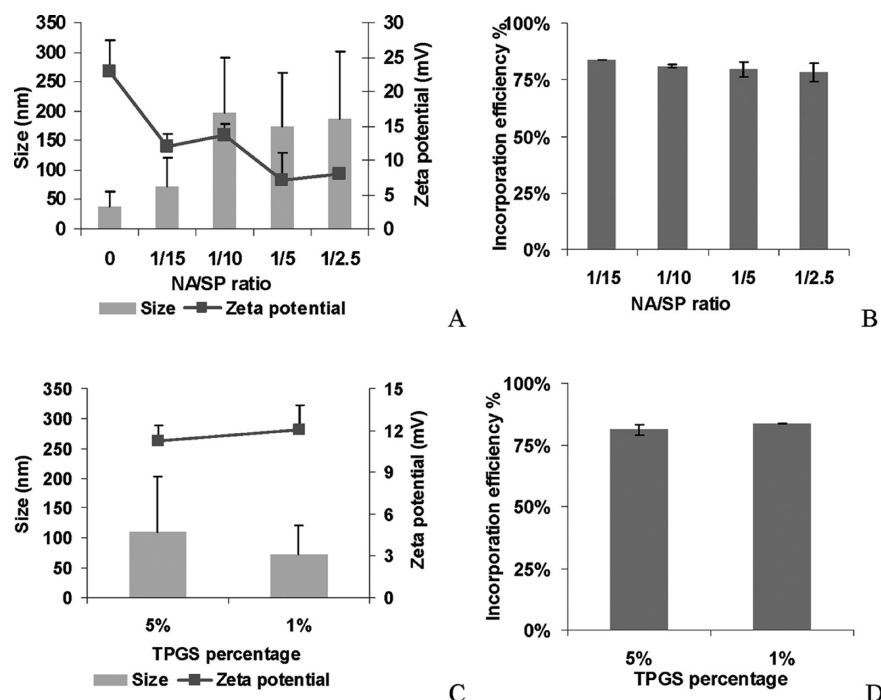 350
300
250
200
150
100
50
0
Size (nm)
30
25
20
15
10
5
0
Zeta potential (mV)
0 1/15 1/10 1/5 1/2.5
NA/SP ratio
Size Zeta potential
A
100%
75%
50%
25%
0%
Incorporation efficiency %
1/15 1/10 1/5 1/2.5
NA/SP ratio
B
350
300
250
200
150
100
50
0
Size (nm)
15
12
9
6
3
0
Zeta potential (mV)
5% 1%
TPGS percentage
Size Zeta potential
C
100%
75%
50%
25%
0%
Incorporation efficiency %
5% 1%
TPGS percentage
D